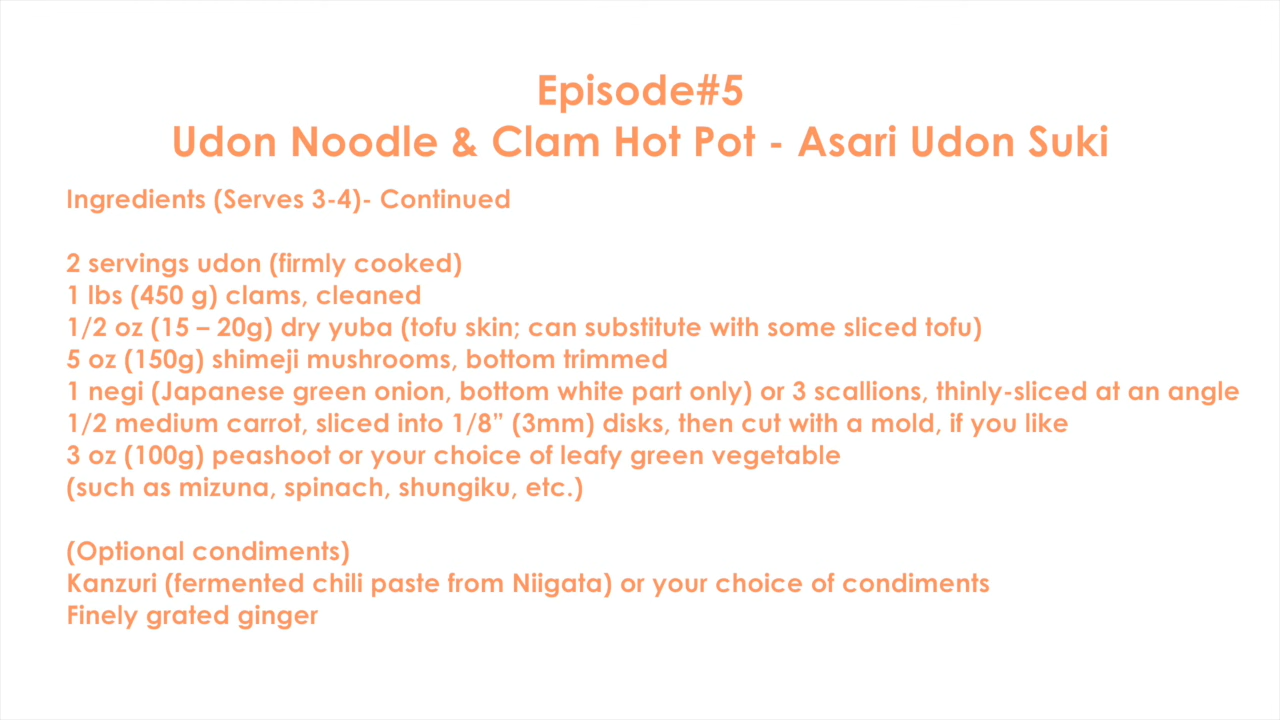 Episode#5
Udon Noodle & Clam Hot Pot - Asari Udon Suki
Ingredients (Serves 3-4)- Continued
2 servings udon (firmly cooked)
1 lbs (450 g) clams, cleaned
1/2 oz (15 – 20g) dry yuba (tofu skin; can substitute with some sliced tofu)
5 oz (150g) shimeji mushrooms, bottom trimmed
1 negi (Japanese green onion, bottom white part only) or 3 scallions, thinly-sliced at an angle
1/2 medium carrot, sliced into 1/8” (3mm) disks, then cut with a mold, if you like
3 oz (100g) peashoot or your choice of leafy green vegetable
(such as mizuna, spinach, shungiku, etc.)
(Optional condiments)
Kanzuri (fermented chili paste from Niigata) or your choice of condiments
Finely grated ginger